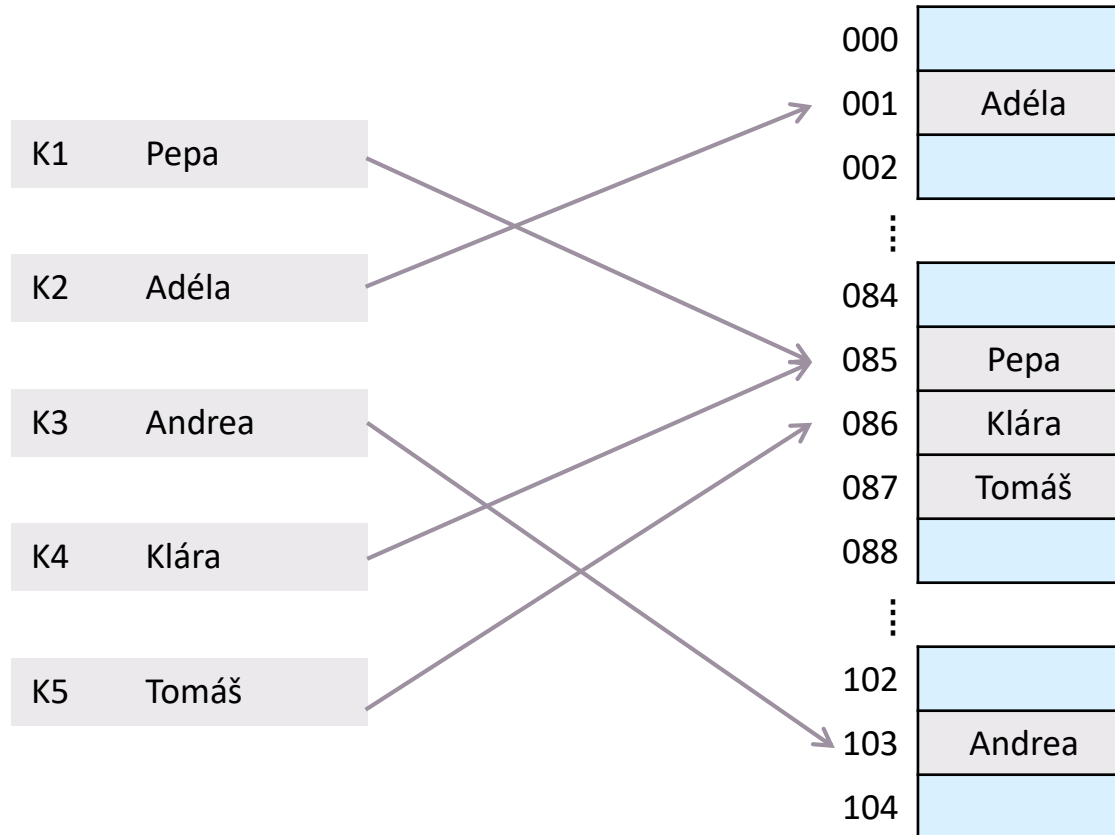 K1 Pepa
K2 Adéla
K3 Andrea
K4 Klára
K5 Tomáš
000
001 Adéla
002
084
085 Pepa
086 Klára
087 Tomáš
088
102
103 Andrea
104